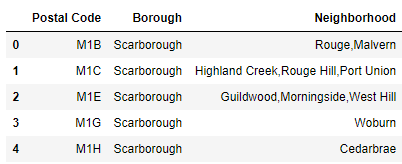 Postal Code Borough Neighborhood
0 M1B Scarborough Rouge,Malvern
1 M1C Scarborough Highland Creek,Rouge Hill,Port Union
2 M1E Scarborough Guildwood,Morningside,West Hill
3 M1G Scarborough Woburn
4 M1H Scarborough Cedarbrae